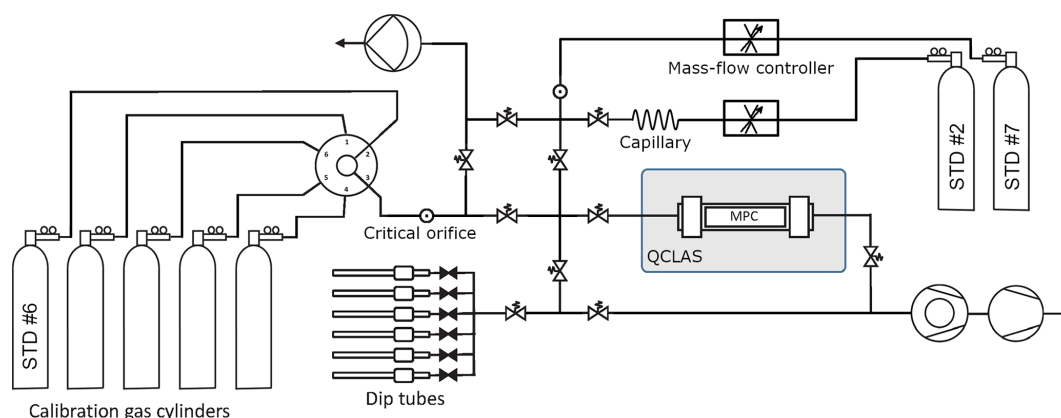 Mass-flow controller
Capillary
STD #2
STD #7
1
2
3
4
5
6
Critical orifice
MPC
QCLAS
STD #6
Dip tubes
Calibration gas cylinders